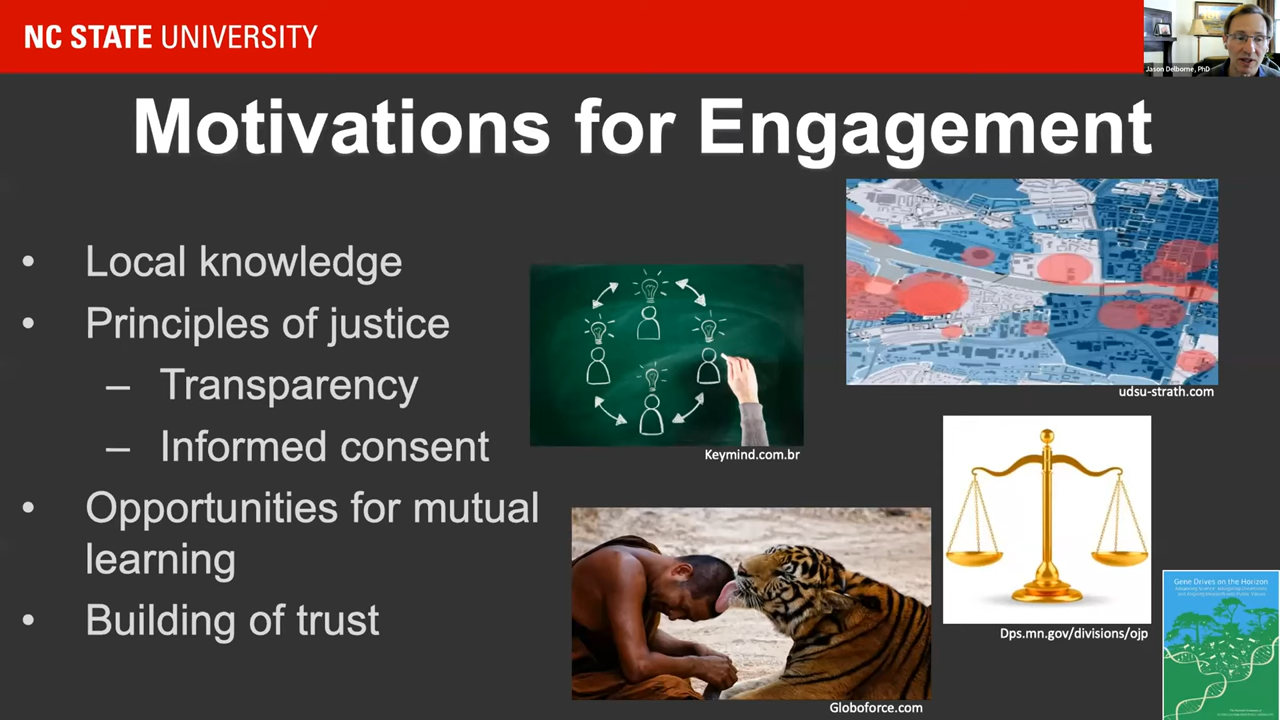 NC STATE UNIVERSITY
Jason Delborne, PhD
Motivations for Engagement
• Local knowledge
• Principles of justice
– Transparency
– Informed consent
• Opportunities for mutual
learning
• Building of trust
udsu-strath.com
Keymind.com.br
Dps.mn.gov/divisions/ojp
Globoforce.com
Gene Drives on the Horizon